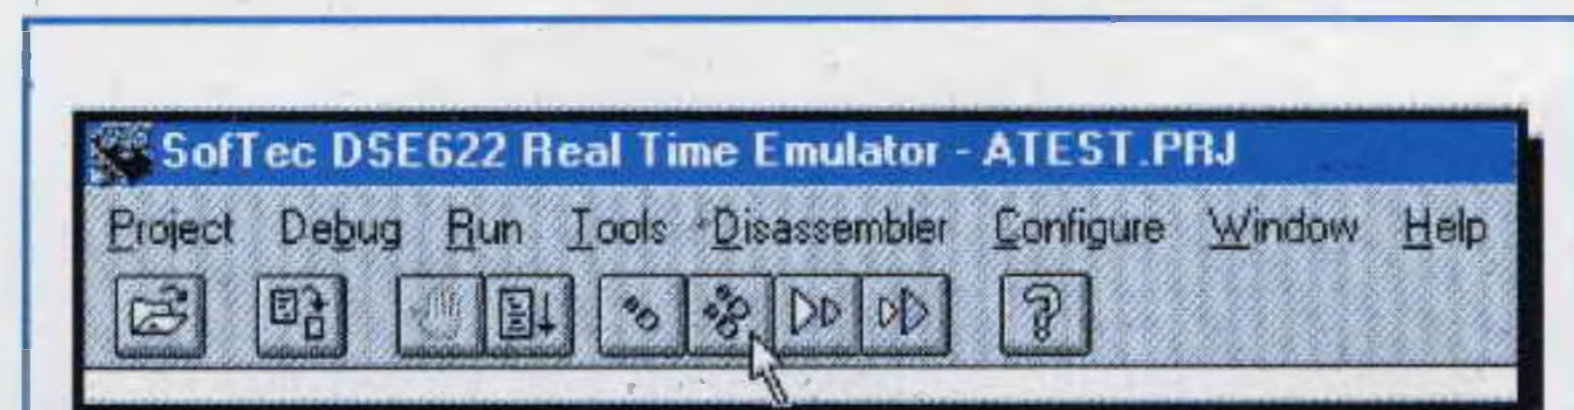 SofTec DSE622 Real Time Emulator - ATEST.PRJ
Project Debug Run Tools Disassembler Configure Window Help